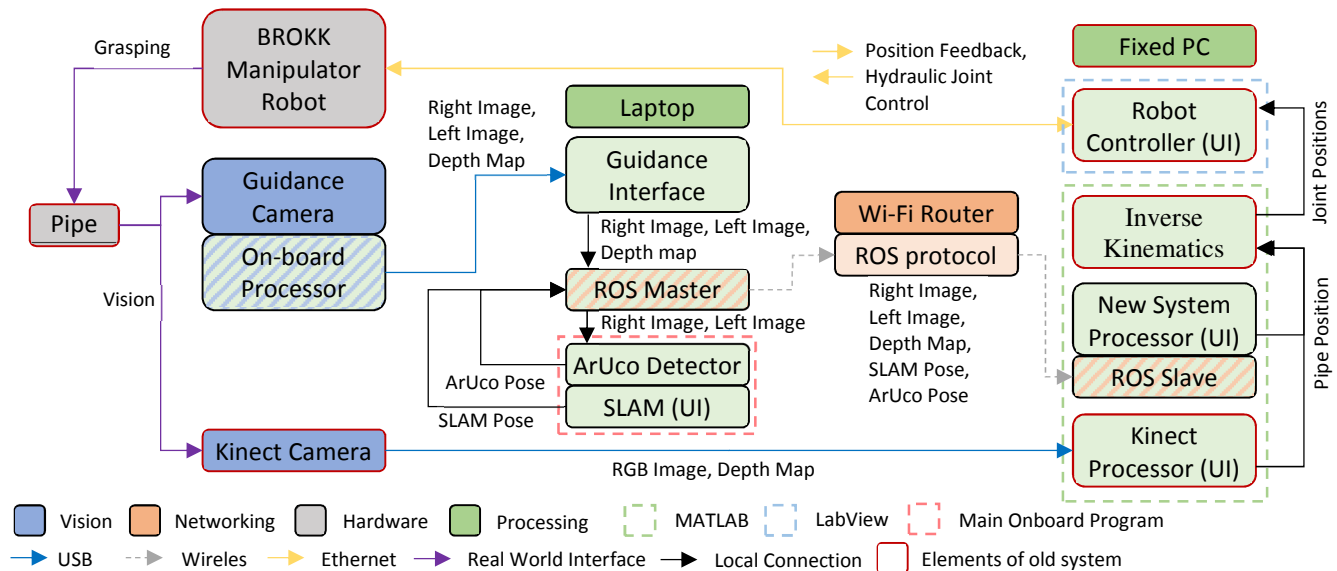 Grasping
BROKK
Manipulator
Robot
Position Feedback,
Hydraulic Joint
Control
Fixed PC
Robot
Controller (UI)
Joint Positions
Right Image,
Left Image,
Depth Map
Laptop
Guidance
Interface
Pipe
Guidance
Camera
On-board
Processor
Vision
Right Image, Left Image,
Depth map
ROS Master
Right Image, Left Image
ArUco Detector
SLAM (UI)
ArUco Pose
SLAM Pose
Wi-Fi Router
ROS protocol
Right Image,
Left Image,
Depth Map,
SLAM Pose,
ArUco Pose
Inverse
Kinematics
New System
Processor (UI)
ROS Slave
Pipe Position
Kinect Camera
RGB Image, Depth Map
Kinect
Processor (UI)
Vision Networking Hardware Processing MATLAB LabView Main Onboard Program
USB Wireles Ethernet Real World Interface Local Connection Elements of old system